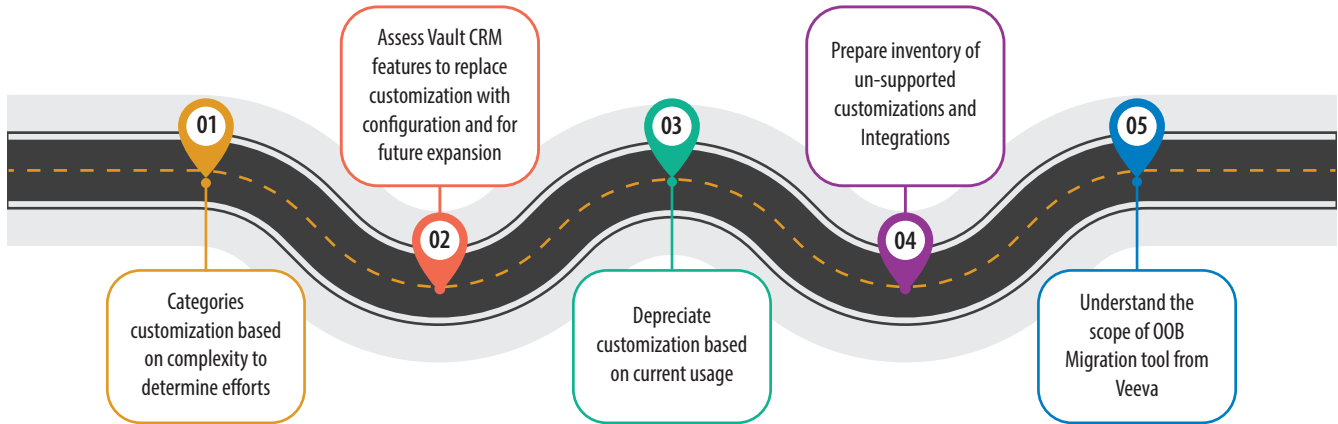 01
Categories
customization based
on complexity to
determine efforts
02
Assess Vault CRM
features to replace
customization with
configuration and for
future expansion
03
Depreciate
customization based
on current usage
04
Prepare inventory of
un-supported
customizations and
Integrations
05
Understand the
scope of OOB
Migration tool from
Veeva